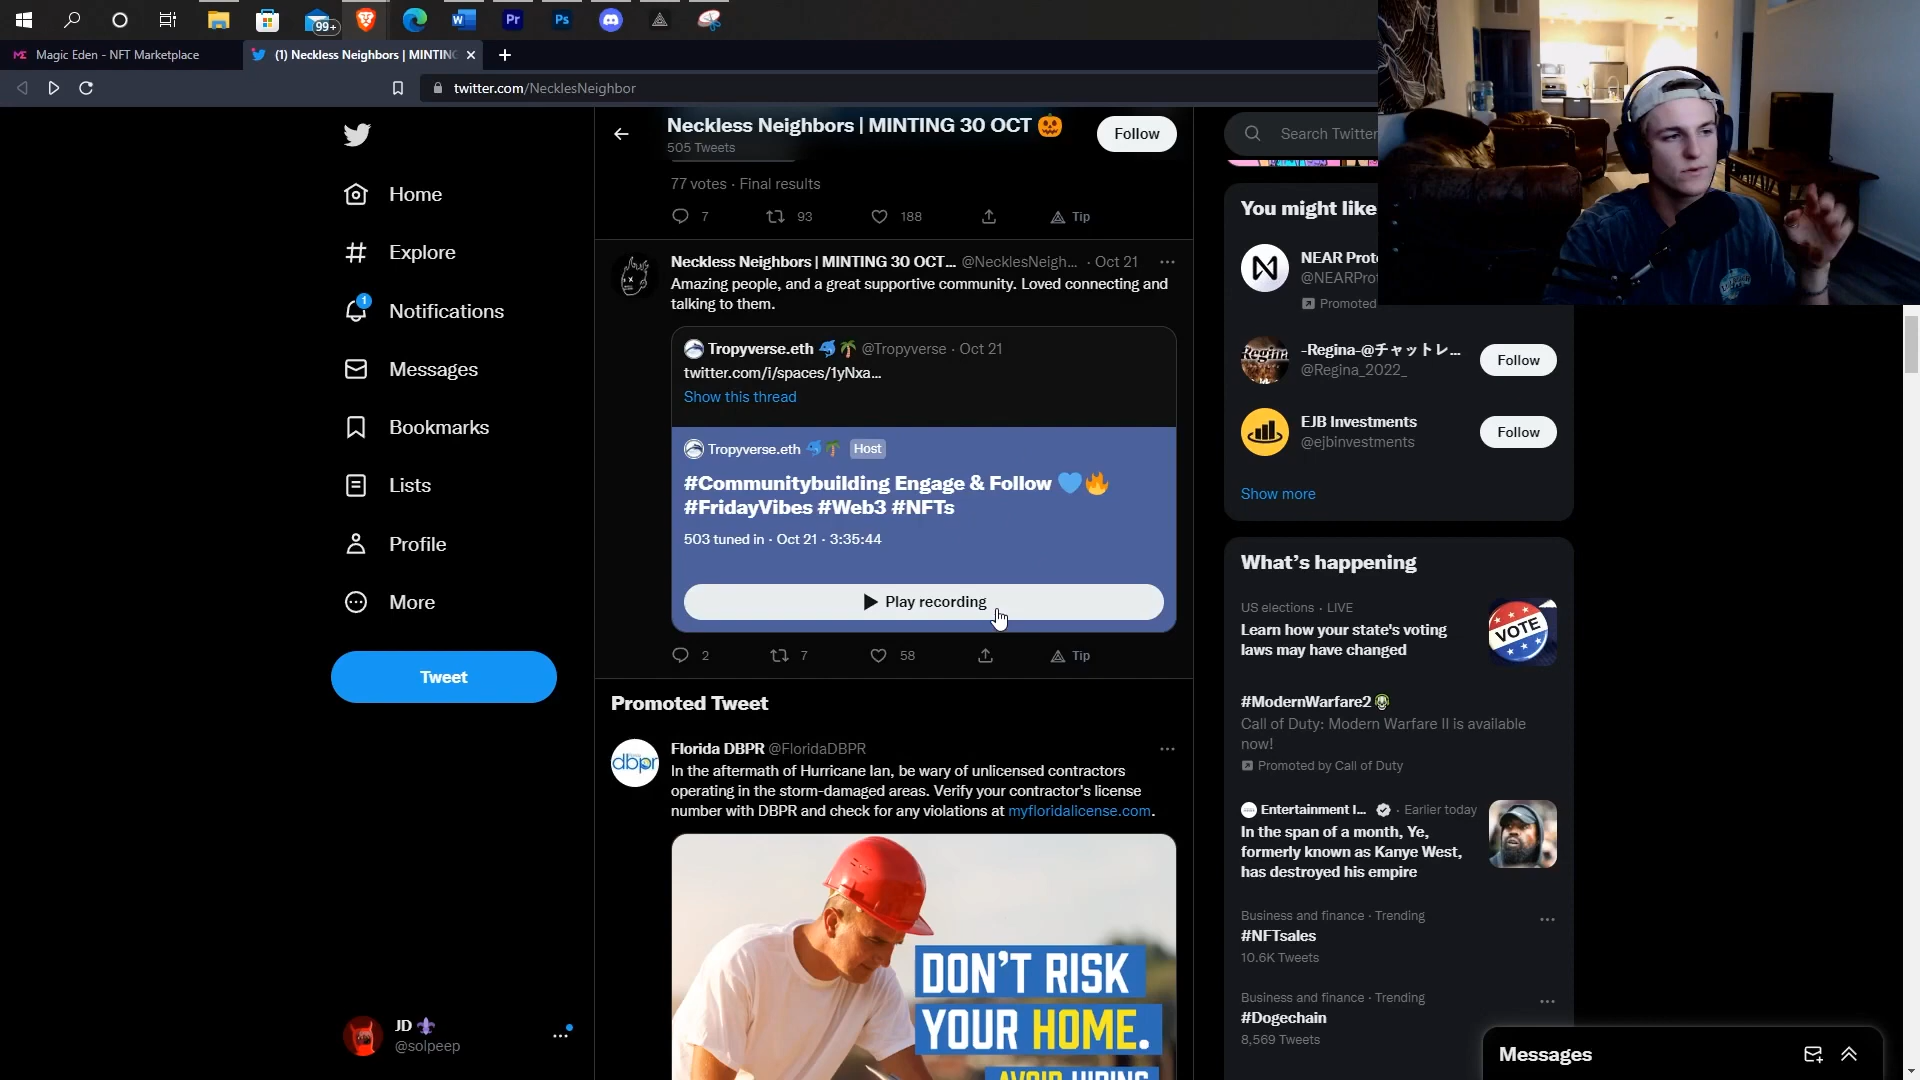 99+
Magic Eden - NFT Marketplace
(1) Neckless Neighbors | MINTING
twitter.com/NecklesNeighbor
Neckless Neighbors | MINTING 30 OCT 🎃
505 Tweets
Follow
Search Twitter
Home
Explore
1
Notifications
Messages
Bookmarks
Lists
Profile
More
Tweet
JD ⚜
@solpeep
77 votes · Final results
7
93
188
Tip
Neckless Neighbors | MINTING 30 OCT... @NecklesNeigh... · Oct 21
Amazing people, and a great supportive community. Loved connecting and
talking to them.
Tropyverse.eth 🐬🌴 @Tropyverse · Oct 21
twitter.com/i/spaces/1yNxa...
Show this thread
Tropyverse.eth 🐬🌴 Host
#Communitybuilding Engage & Follow 💙🔥
#FridayVibes #Web3 #NFTs
503 tuned in · Oct 21 · 3:35:44
Play recording
2
7
58
Tip
Promoted Tweet
Florida DBPR @FloridaDBPR
dbpr
In the aftermath of Hurricane Ian, be wary of unlicensed contractors
operating in the storm-damaged areas. Verify your contractor's license
number with DBPR and check for any violations at myfloridalicense.com.
DON'T RISK
YOUR HOME.
AVOID HIRING
You might like
NEAR Prot
@NEARProt
Promoted
Regina
-Regina-@チャットレ...
@Regina_2022_
Follow
EJB Investments
@ejbinvestments
Follow
Show more
What's happening
US elections · LIVE
Learn how your state's voting
laws may have changed
VOTE
#ModernWarfare2
Call of Duty: Modern Warfare II is available
now!
Promoted by Call of Duty
Entertainment I... · Earlier today
In the span of a month, Ye,
formerly known as Kanye West,
has destroyed his empire
Business and finance · Trending
#NFTsales
10.6K Tweets
Business and finance · Trending
#Dogechain
8,569 Tweets
Messages